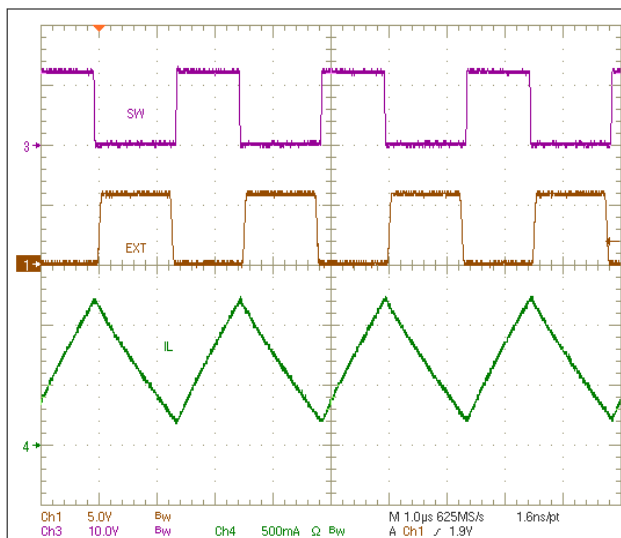 SW
3
EXT
1
IL
4
Ch1 5.0V Bw M 1.0µs 625MS/s 1.6ns/pt
Ch3 10.0V Bw Ch4 500mA Ω Bw A Ch1 / 1.9V